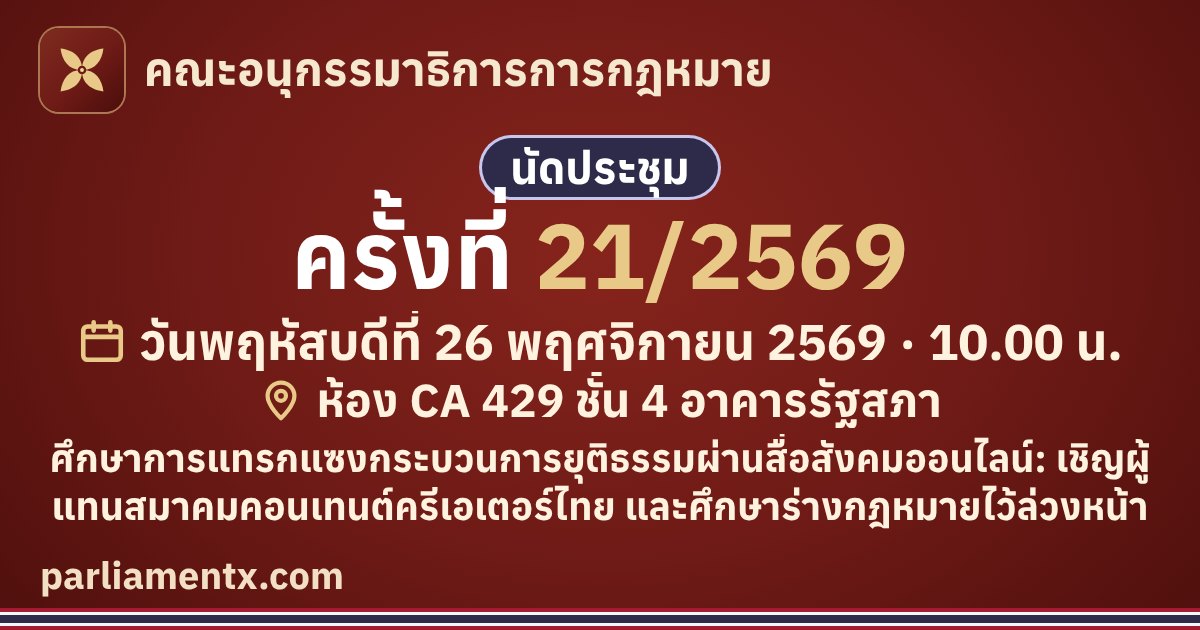 คณะอนุกรรมาธิการการกฎหมาย
นัดประชุม
ครั้งที่ 21/2569
วันพฤหัสบดีที่ 26 พฤศจิกายน 2569 · 10.00 น.
ห้อง CA 429 ชั้น 4 อาคารรัฐสภา
ศึกษาการแทรกแซงกระบวนการยุติธรรมผ่านสื่อสังคมออนไลน์: เชิญผู้
แทนสมาคมคอนเทนต์ครีเอเตอร์ไทย และศึกษาร่างกฎหมายไว้ล่วงหน้า
parliamentx.com